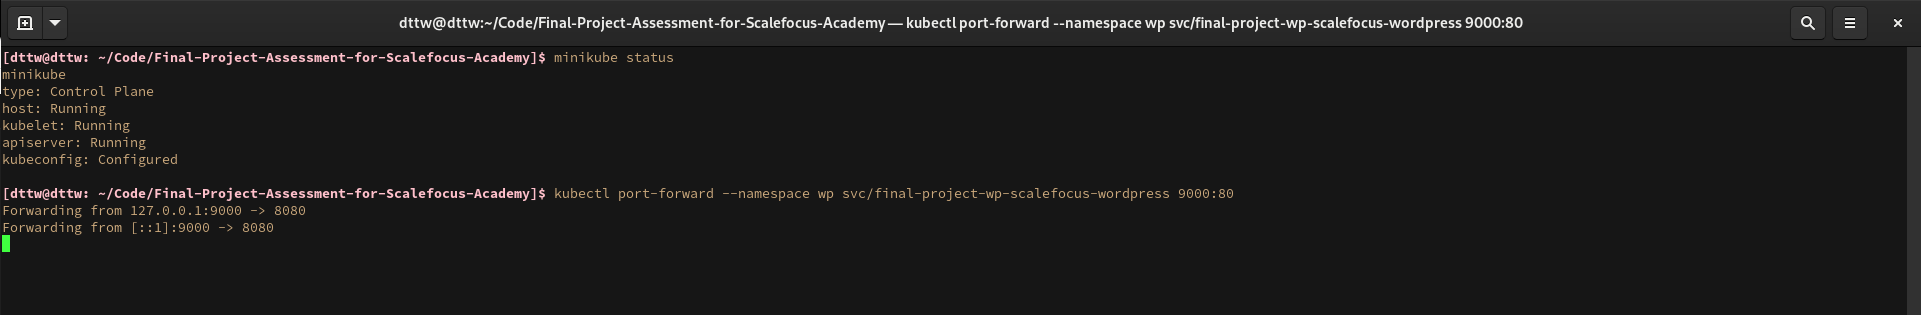 dttw@dttw:~/Code/Final-Project-Assessment-for-Scalefocus-Academy — kubectl port-forward --namespace wp svc/final-project-wp-scalefocus-wordpress 9000:80
[dttw@dttw: ~/Code/Final-Project-Assessment-for-Scalefocus-Academy]$ minikube status
minikube
type: Control Plane
host: Running
kubelet: Running
apiserver: Running
kubeconfig: Configured
[dttw@dttw: ~/Code/Final-Project-Assessment-for-Scalefocus-Academy]$ kubectl port-forward --namespace wp svc/final-project-wp-scalefocus-wordpress 9000:80
Forwarding from 127.0.0.1:9000 -> 8080
Forwarding from [::1]:9000 -> 8080